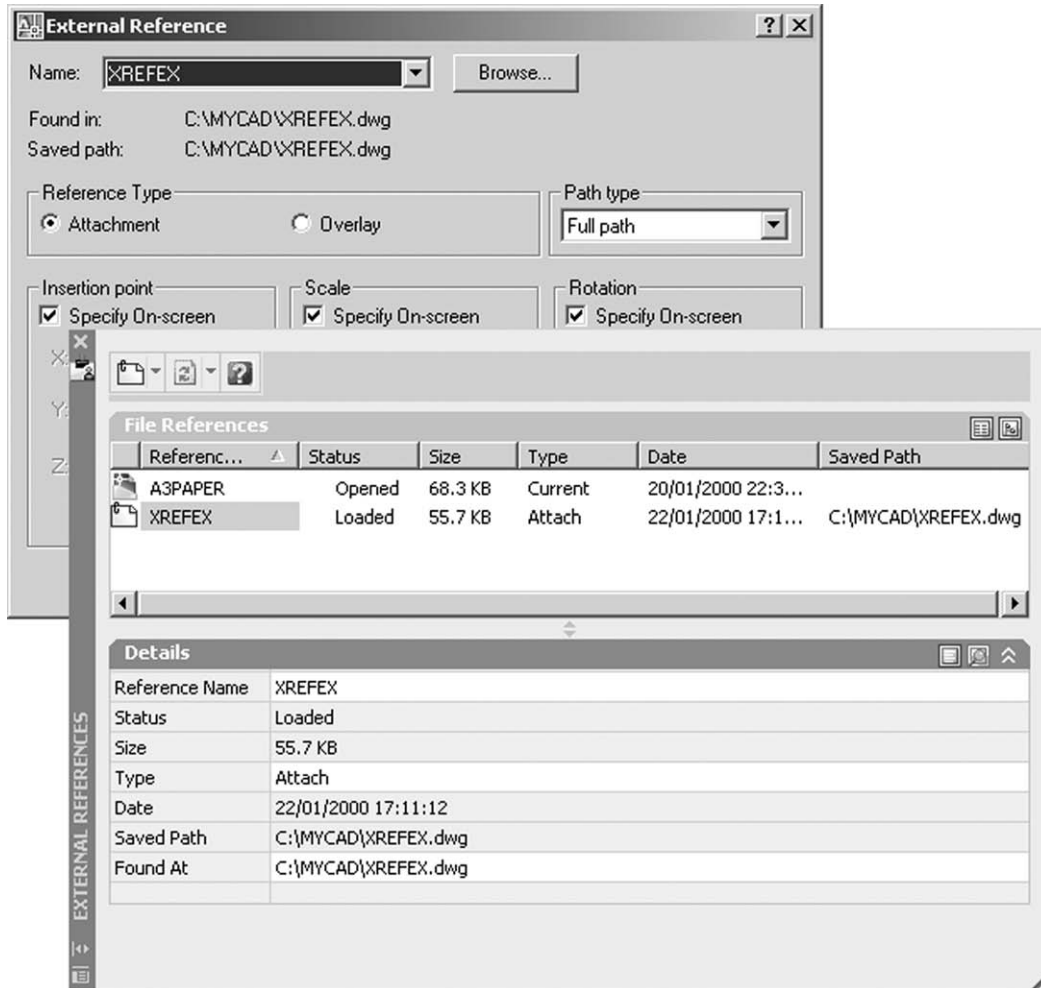 External Reference
Name: XREFEX Browse...
Found in: C:\MYCAD\XREFEX.dwg
Saved path: C:\MYCAD\XREFEX.dwg
Reference Type Path type
Attachment Overlay Full path
Insertion point Scale Rotation
Specify On-screen Specify On-screen Specify On-screen
X:
Y:
Z:
File References
Referenc... Status Size Type Date Saved Path
A3PAPER Opened 68.3 KB Current 20/01/2000 22:3...
XREFEX Loaded 55.7 KB Attach 22/01/2000 17:1... C:\MYCAD\XREFEX.dwg
Details
Reference Name XREFEX
Status Loaded
Size 55.7 KB
Type Attach
Date 22/01/2000 17:11:12
Saved Path C:\MYCAD\XREFEX.dwg
Found At C:\MYCAD\XREFEX.dwg
EXTERNAL REFERENCES